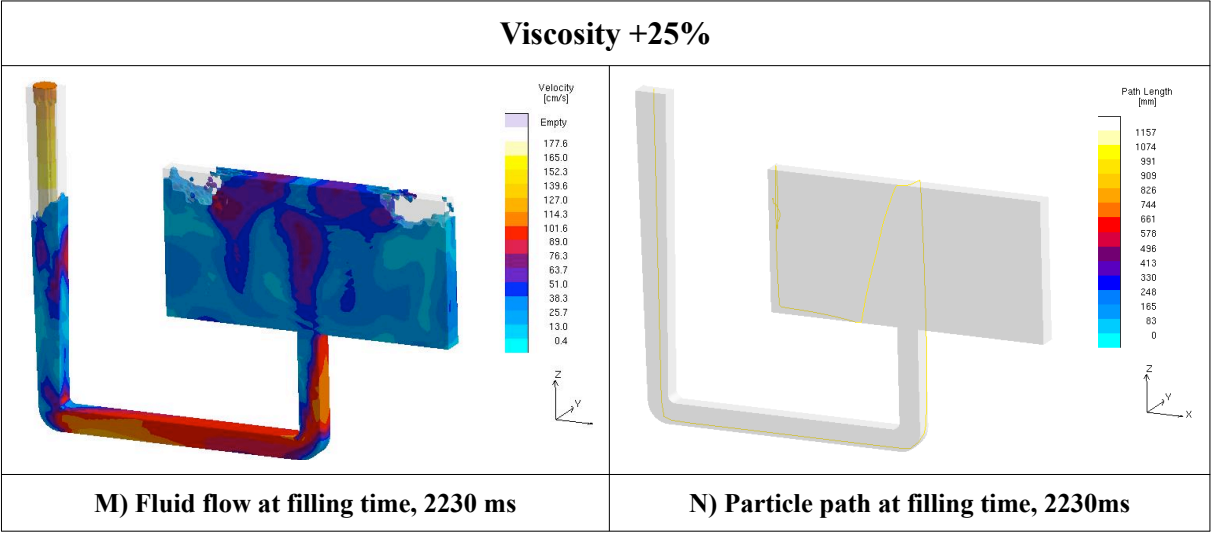 Viscosity +25%
Velocity
[cm/s]
Empty
177.6
165.0
152.3
139.6
127.0
114.3
101.6
89.0
76.3
63.7
51.0
38.3
25.7
13.0
0.4
Z
Y
Path Length
[mm]
1157
1074
991
909
826
744
661
578
496
413
330
248
165
83
0
Z
Y
X
M) Fluid flow at filling time, 2230 ms
N) Particle path at filling time, 2230ms